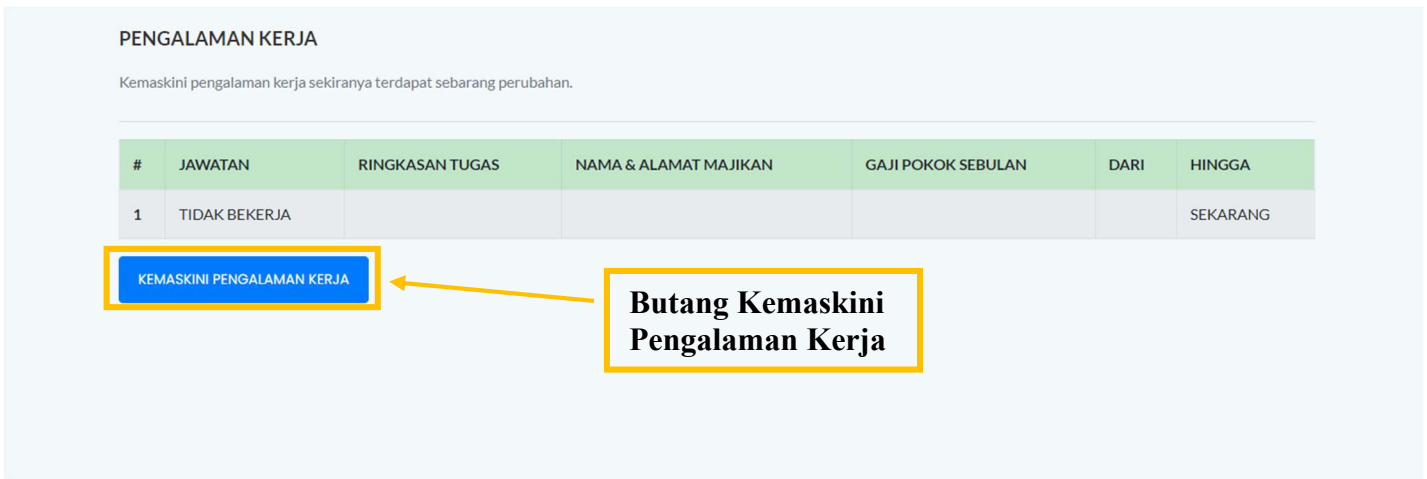 PENGALAMAN KERJA
Kemaskini pengalaman kerja sekiranya terdapat sebarang perubahan.
# JAWATAN RINGKASAN TUGAS NAMA & ALAMAT MAJIKAN GAJI POKOK SEBULAN DARI HINGGA
1 TIDAK BEKERJA SEKARANG
KEMASKINI PENGALAMAN KERJA
Butang Kemaskini
Pengalaman Kerja